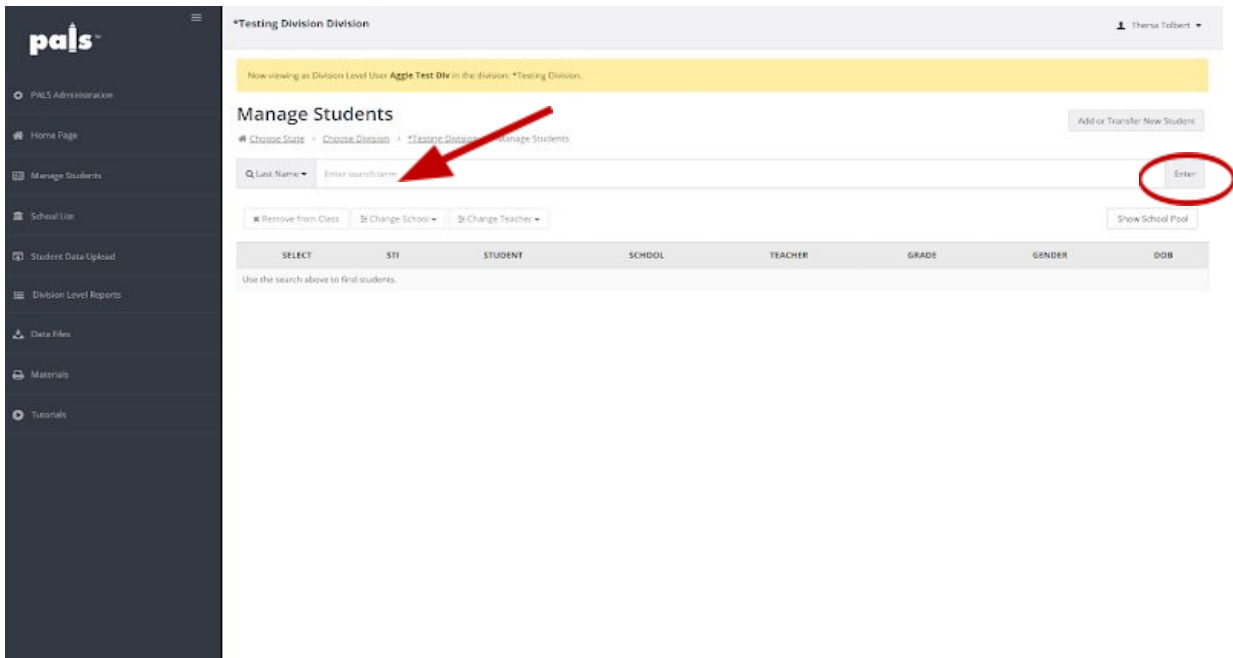 pals™
*Testing Division Division
Thersa Tolbert
PALS Administration
Home Page
Manage Students
School List
Student Data Upload
Division Level Reports
Data Files
Materials
Tutorials
Now viewing as Division Level User Aggie Test Div in the division: *Testing Division.
Manage Students
Add or Transfer New Student
Choose State Choose Division *Testing Division Manage Students
Last Name Enter search term Enter
Remove from Class Change School Change Teacher Show School Pool
SELECT STI STUDENT SCHOOL TEACHER GRADE GENDER DOB
Use the search above to find students.